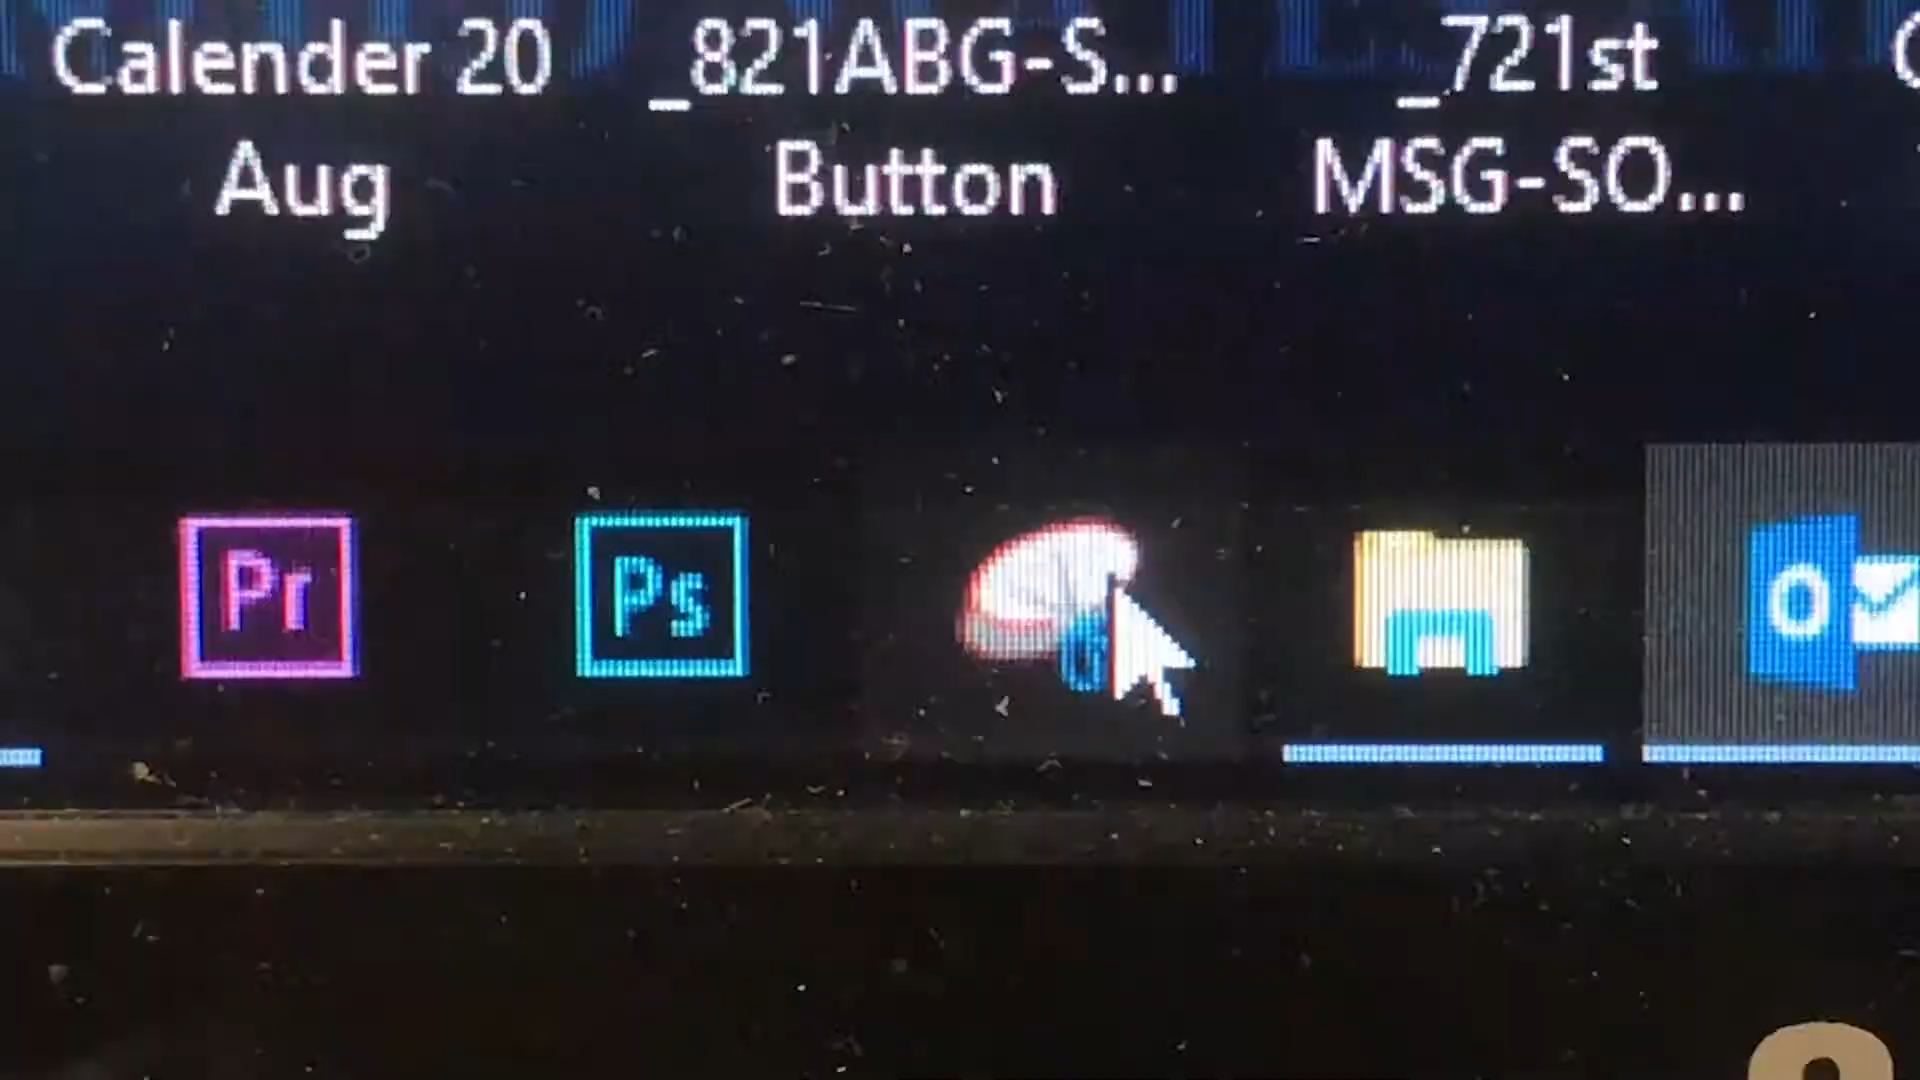 Calender 20
Aug
_821ABG-S...
Button
_721st
MSG-SO...
Pr
Ps
O